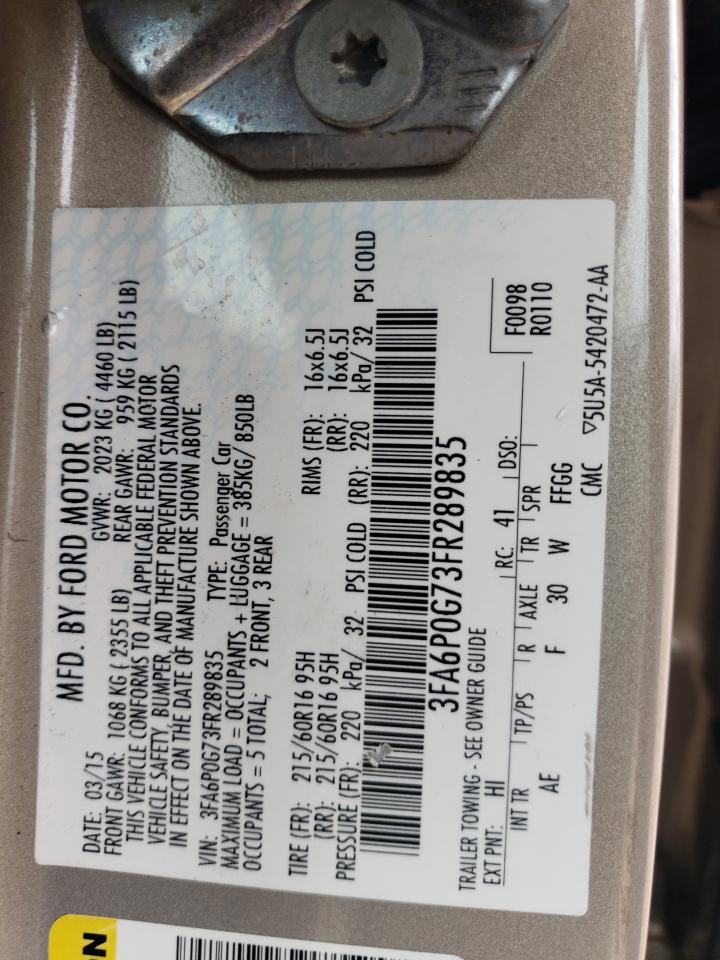 MFD. BY FORD MOTOR CO.
DATE: 03/15 GVWR: 2023 KG ( 4460 LB)
FRONT GAWR: 1068 KG ( 2355 LB) REAR GAWR: 959 KG ( 2115 LB)
THIS VEHICLE CONFORMS TO ALL APPLICABLE FEDERAL MOTOR
VEHICLE SAFETY, BUMPER, AND THEFT PREVENTION STANDARDS
IN EFFECT ON THE DATE OF MANUFACTURE SHOWN ABOVE.
VIN: 3FA6P0G73FR289835 TYPE: Passenger Car
MAXIMUM LOAD = OCCUPANTS + LUGGAGE = 385KG/ 850LB
OCCUPANTS = 5 TOTAL; 2 FRONT, 3 REAR
TIRE (FR): 215/60R16 95H RIMS (FR): 16x6.5J
(RR): 215/60R16 95H (RR): 16x6.5J
PRESSURE (FR): 220 kPa/ 32 PSI COLD (RR): 220 kPa/ 32 PSI COLD
3FA6P0G73FR289835
TRAILER TOWING - SEE OWNER GUIDE
EXT PNT: HI RC: 41 DSO: F0098
R0110
INT TR TP/PS R AXLE TR SPR
AE F 30 W FFGG
CMC ▽5U5A-5420472-AA
ON